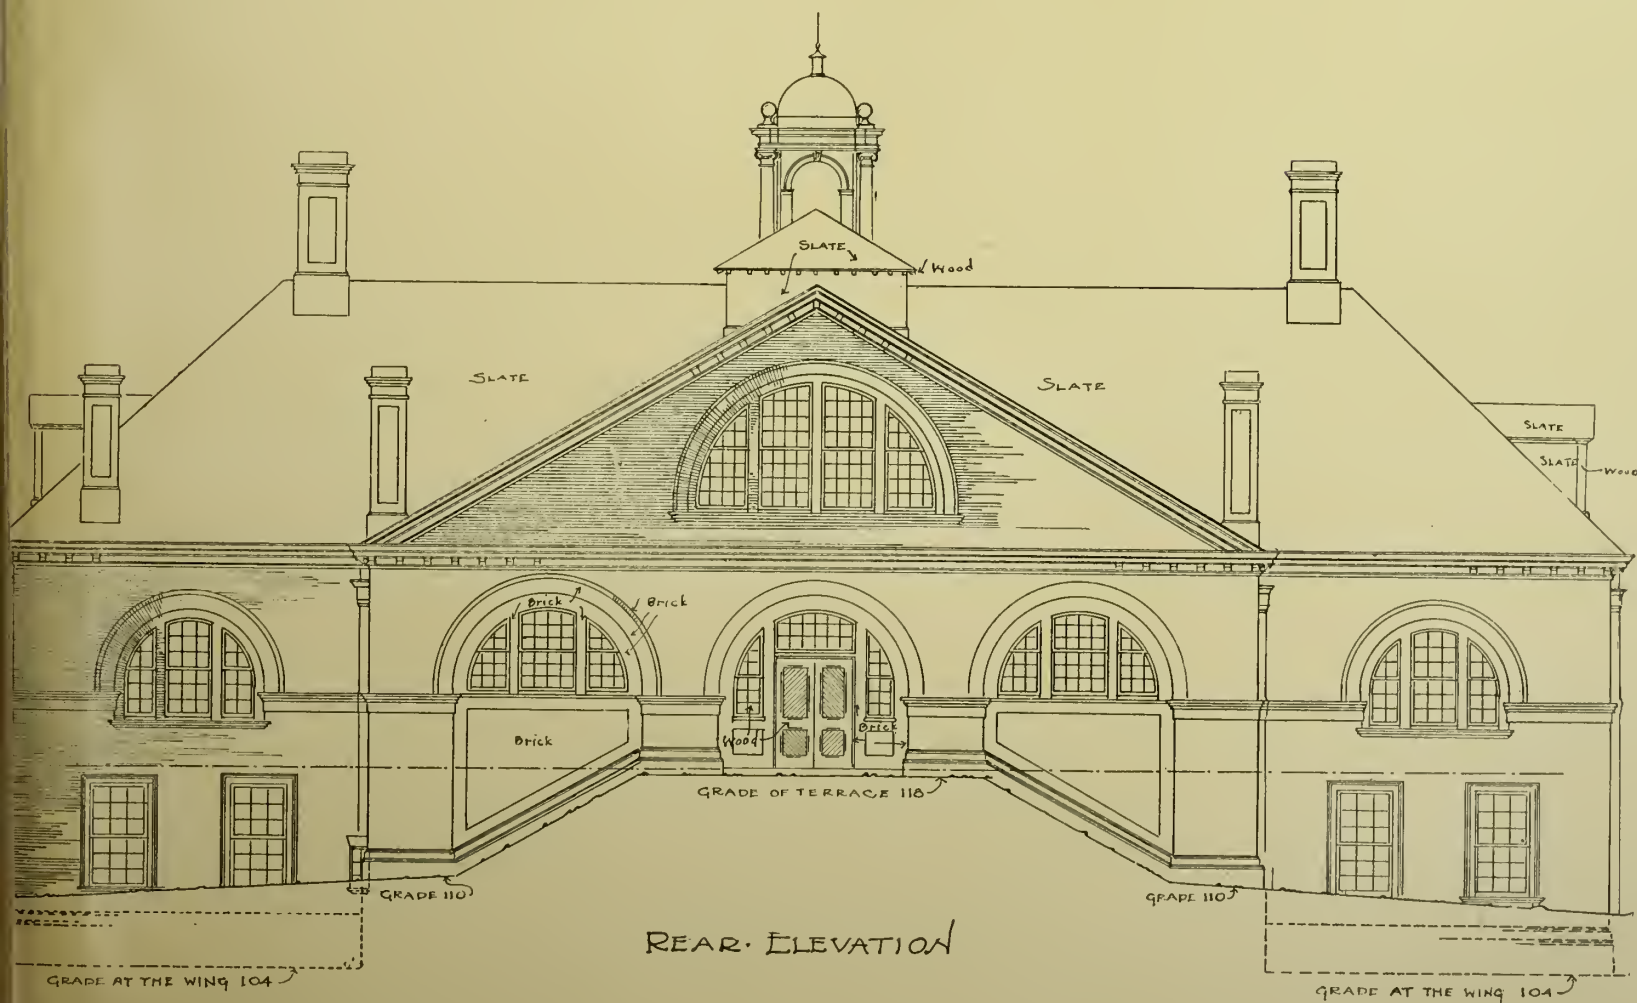 SLATE
Wood
SLATE
SLATE
SLATE
SLATE
Wood
Brick
Brick
Brick
Wood
Brick
GRADE OF TERRACE 118
GRADE 110
GRADE 110
REAR. ELEVATION
GRADE AT THE WING 104
GRADE AT THE WING 104